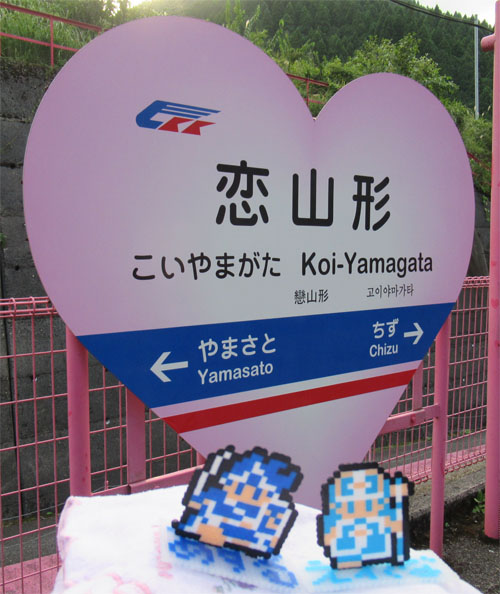 恋山形
こいやまがた Koi-Yamagata
戀山形 고이야마가타
やまさと
Yamasato
ちず
Chizu